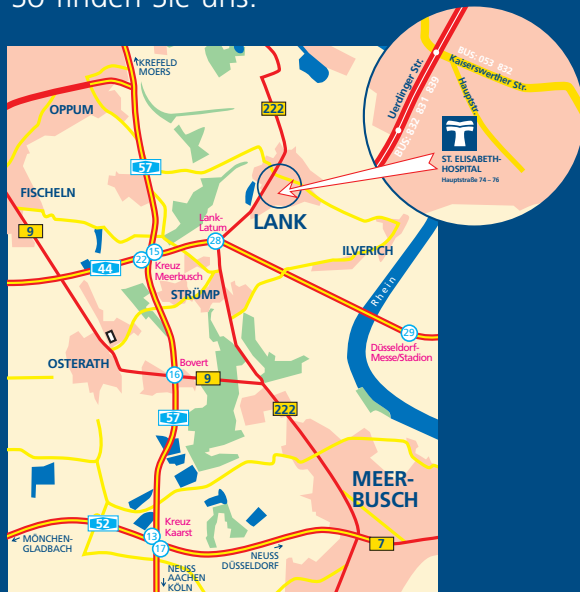 So finden Sie uns:
KREFELD
MOERS
OPPUM
222
57
FISCHELN
9
BUS: 053 832
Kaiserswerther Str.
Uerdinger Str.
BUS: 832 831 839
Hauptstr.
ST. ELISABETH-
HOSPITAL
Hauptstraße 74 – 76
LANK
Lank-
Latum
28
ILVERICH
15
22
44
Kreuz
Meerbusch
STRÜMP
Rhein
29
Düsseldorf-
Messe/Stadion
OSTERATH
Bovert
16
9
57
222
MEER-
BUSCH
52
Kreuz
Kaarst
13
17
MÖNCHEN-
GLADBACH
7
NEUSS
DÜSSELDORF
NEUSS
AACHEN
KÖLN